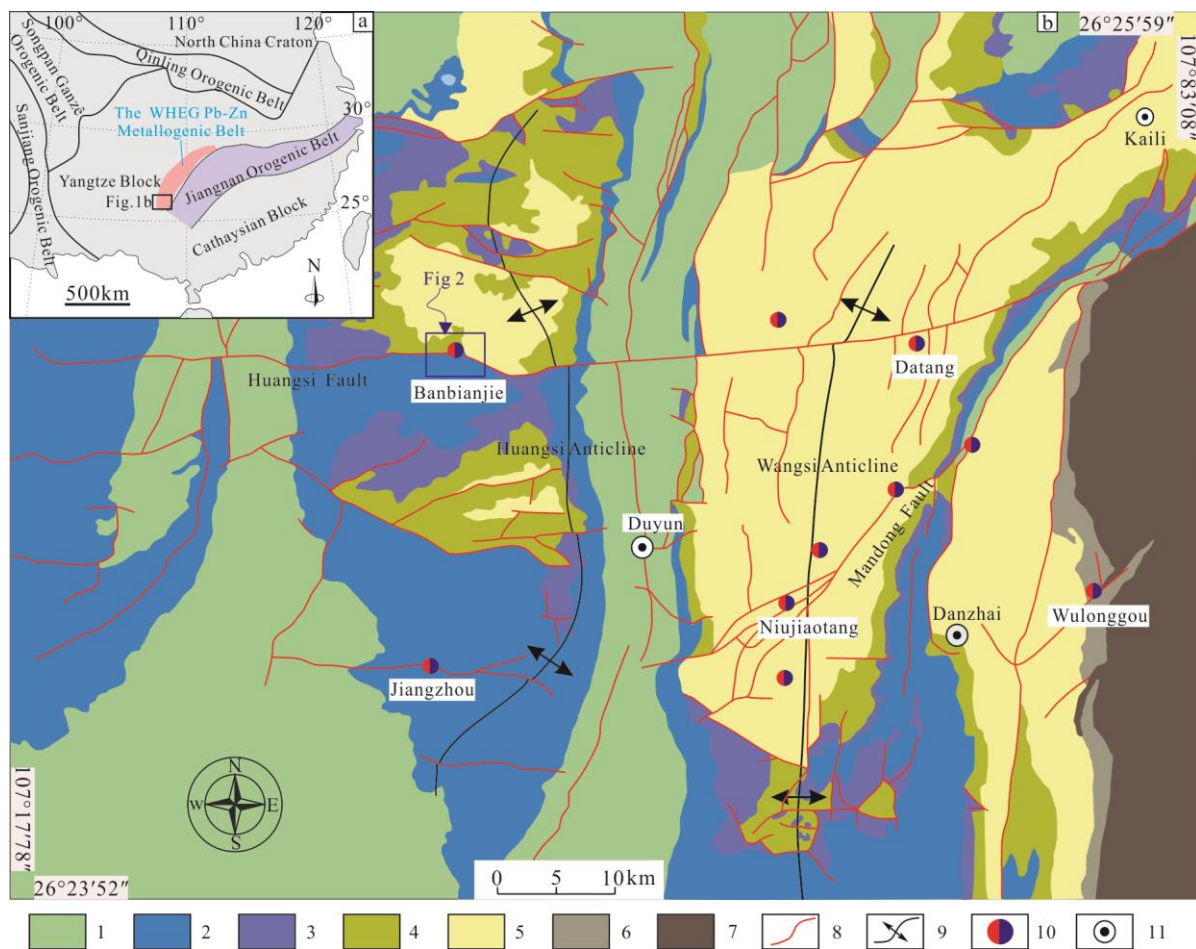 100°
110°
120°
a
North China Craton
Songpan Ganzê
Orogenic Belt
Qinling Orogenic Belt
The WHEG Pb-Zn
Metallogenic Belt
30°
Sanjiang Orogenic Belt
Yangtze Block
Jiangnan Orogenic Belt
Fig.1b
25°
Cathaysian Block
N
500km
b
26°25′59″
107°83′08″
Kaili
Fig 2
Huangsi Fault
Banbianjie
Datang
Huangsi Anticline
Wangsi Anticline
Duyun
Mandong Fault
Niujiaotang
Danzhai
Wulonggou
Jiangzhou
N
W
E
S
107°17′78″
26°23′52″
0
5
10km
1
2
3
4
5
6
7
8
9
10
11